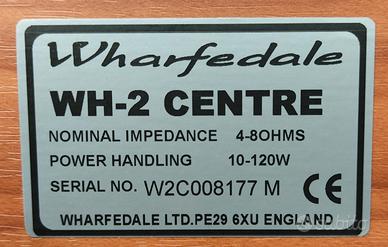 Wharfedale
WH-2 CENTRE
NOMINAL IMPEDANCE 4-8OHMS
POWER HANDLING 10-120W
SERIAL NO. W2C008177 M CE
WHARFEDALE LTD.PE29 6XU ENGLAND
subito